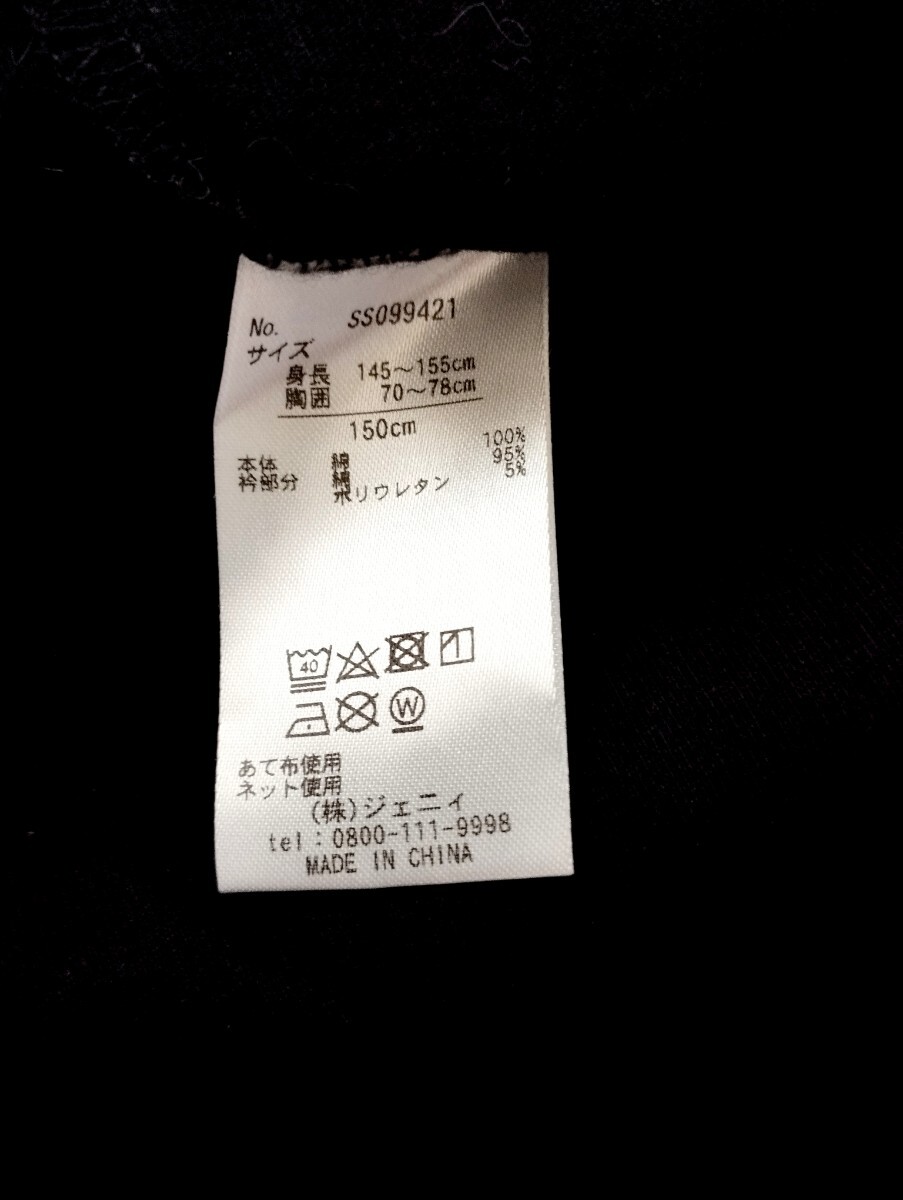 No. SS099421
サイズ
身長 145～155cm
胸囲 70～78cm
150cm
本体 綿 100%
衿部分 綿 95%
ポリウレタン 5%
40
W
あて布使用
ネット使用
(株)ジェニィ
tel：0800-111-9998
MADE IN CHINA